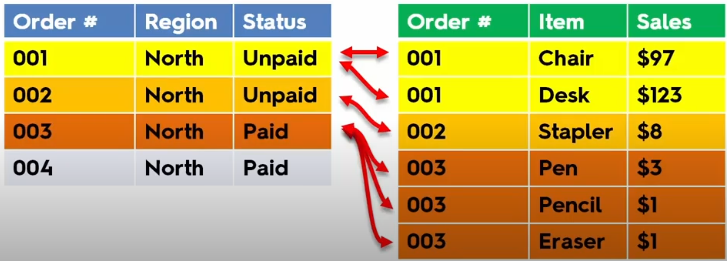 Order # Region Status
001 North Unpaid
002 North Unpaid
003 North Paid
004 North Paid
Order # Item Sales
001 Chair $97
001 Desk $123
002 Stapler $8
003 Pen $3
003 Pencil $1
003 Eraser $1